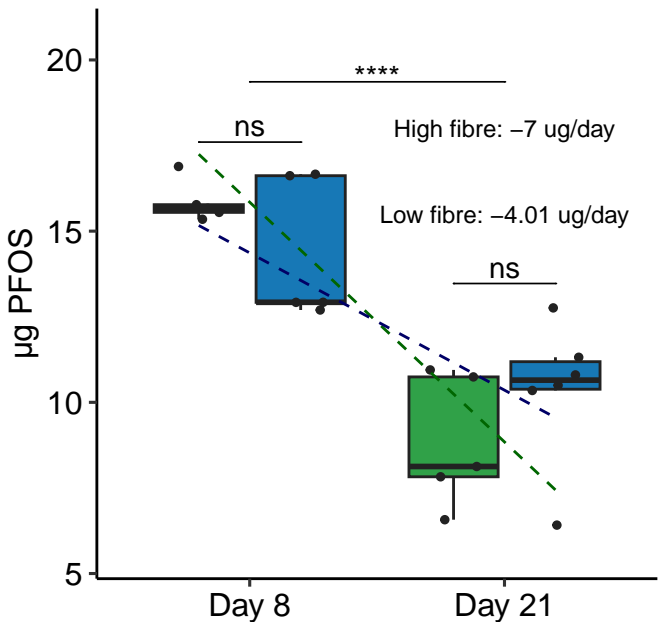 20
****
ns
High fibre: −7 ug/day
Low fibre: −4.01 ug/day
15
ns
µg PFOS
10
5
Day 8
Day 21